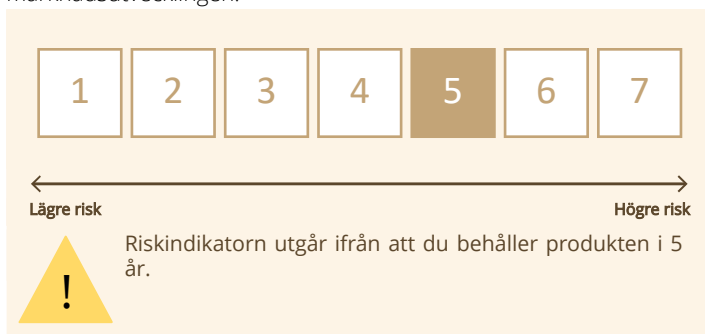 1 2 3 4 5 6 7
Lägre risk Högre risk
Riskindikatorn utgår ifrån att du behåller produkten i 5
år.
!